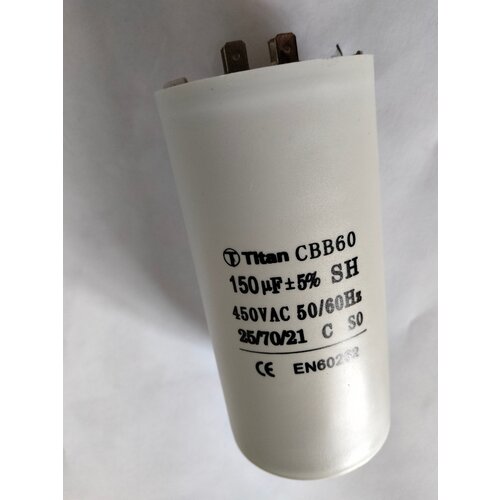 Titan CBB60
150 µF ± 5% SH
450VAC 50/60Hz
25/70/21 C S0
CE EN60252